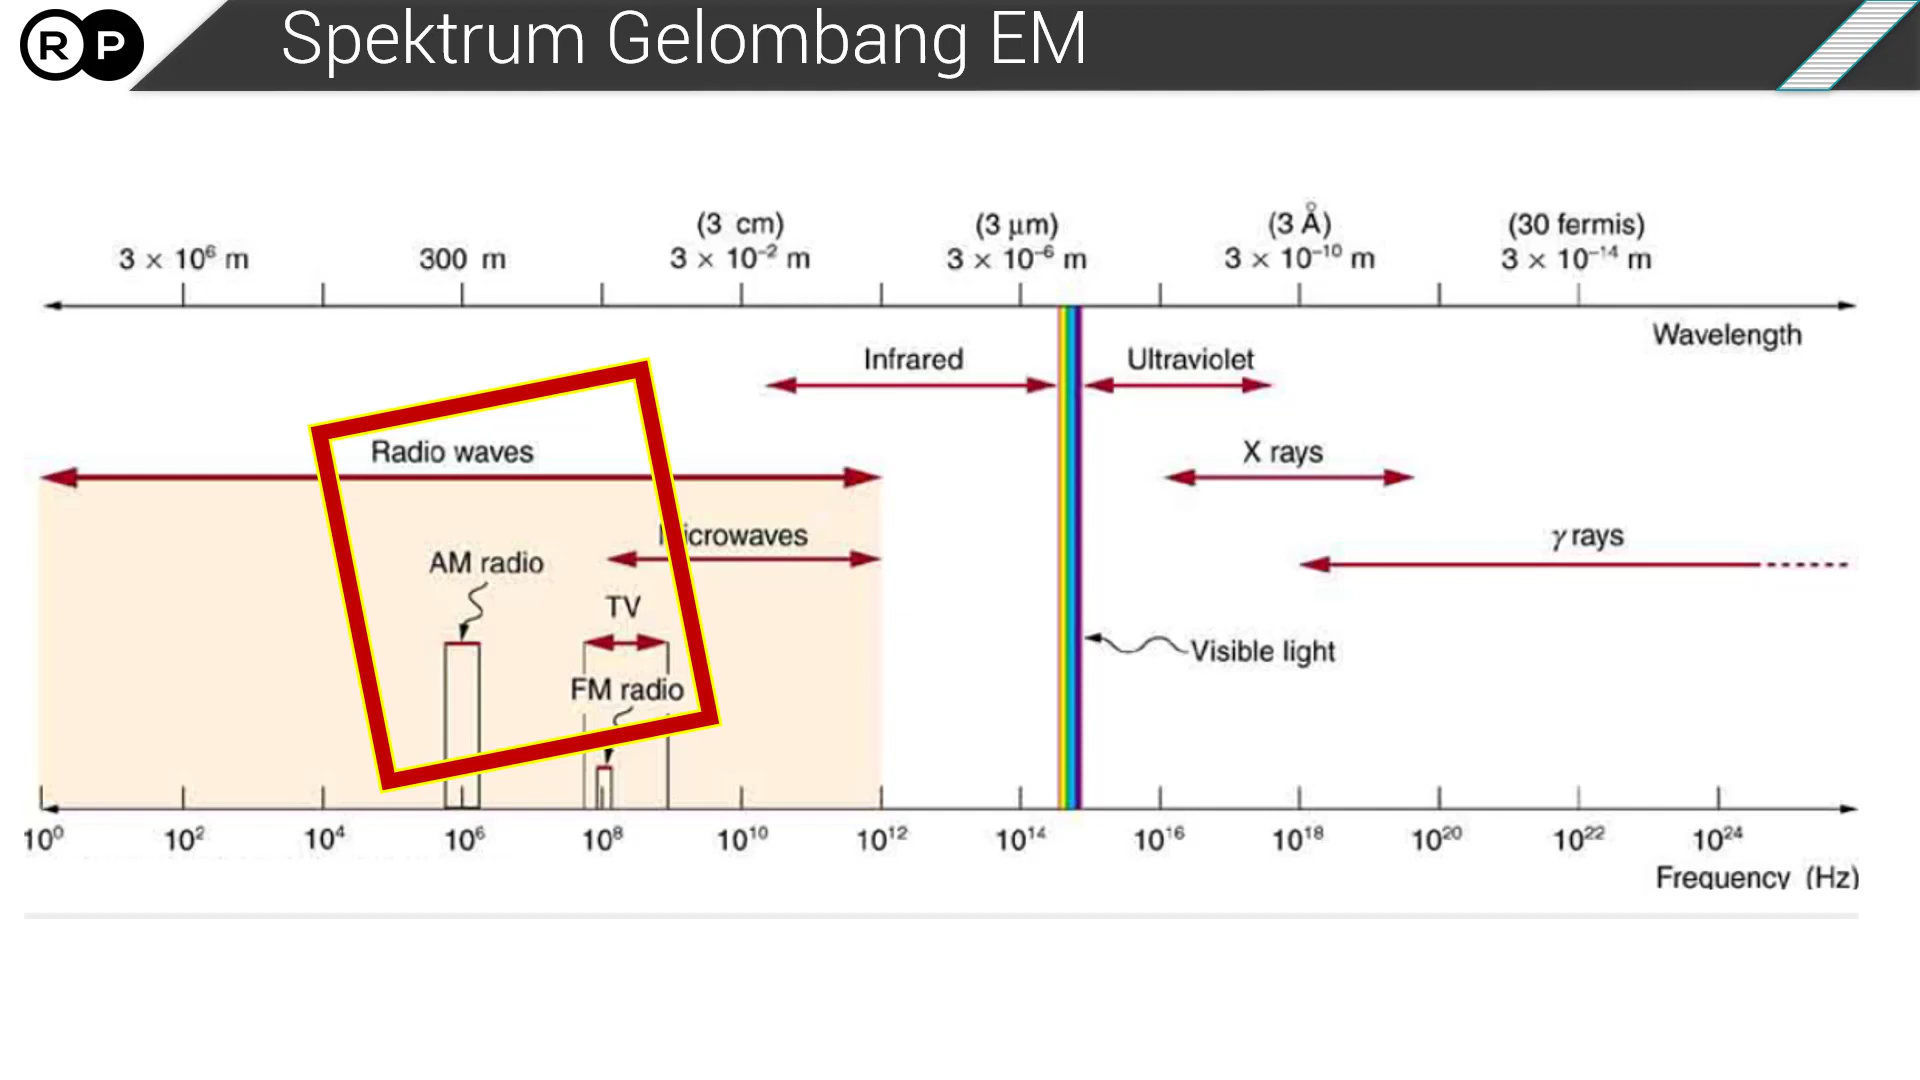 RP
Spektrum Gelombang EM
(3 cm) (3 μm) (3 Å) (30 fermis)
3 × 10⁶ m 300 m 3 × 10⁻² m 3 × 10⁻⁶ m 3 × 10⁻¹⁰ m 3 × 10⁻¹⁴ m
Wavelength
Infrared Ultraviolet
Radio waves X rays
Microwaves γ rays
AM radio
TV
Visible light
FM radio
10⁰ 10² 10⁴ 10⁶ 10⁸ 10¹⁰ 10¹² 10¹⁴ 10¹⁶ 10¹⁸ 10²⁰ 10²² 10²⁴
Frequency (Hz)